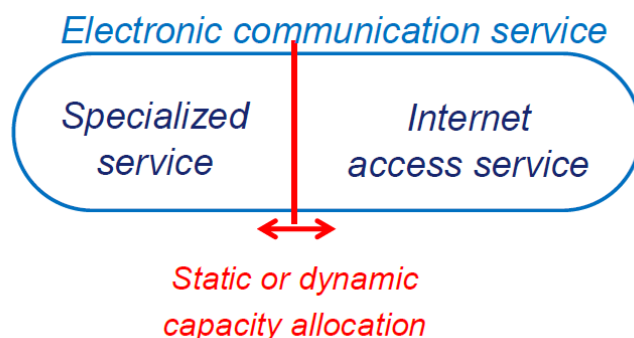 Electronic communication service
Specialized
service
Internet
access service
Static or dynamic
capacity allocation